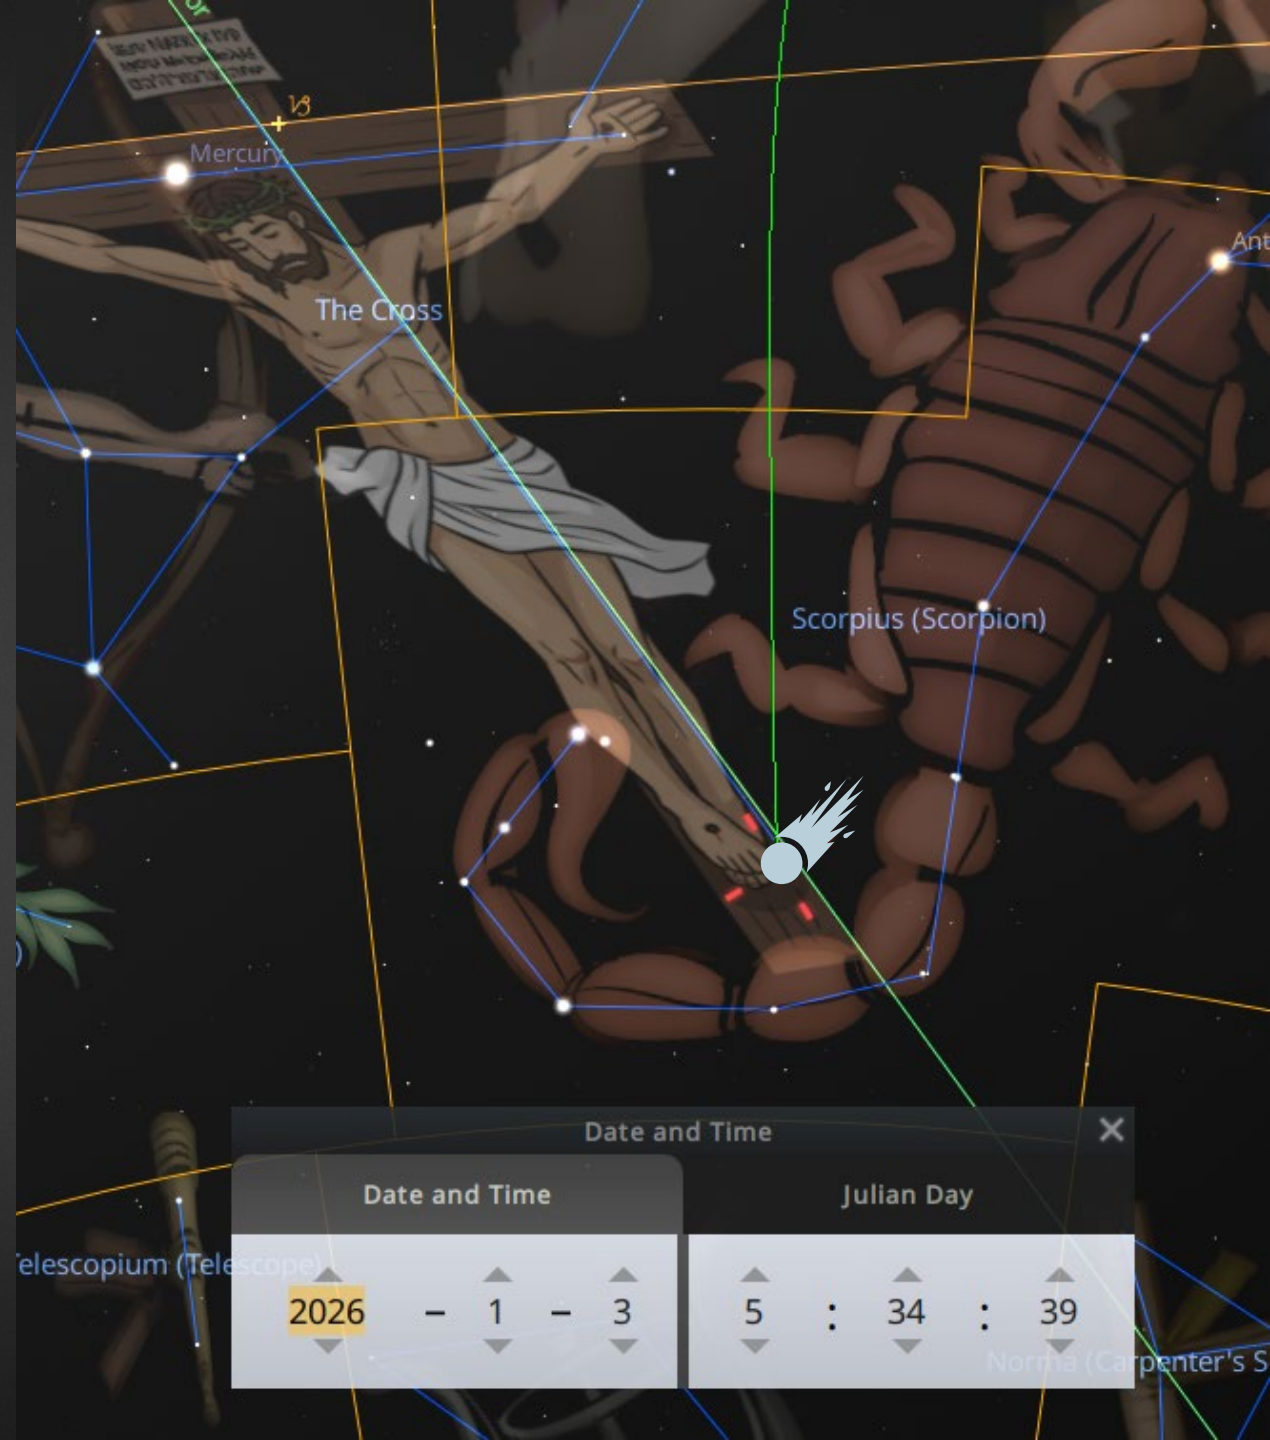 or
♑
Mercury
Ant
The Cross
Scorpius (Scorpion)
)
Date and Time
Date and Time
Julian Day
elescopium (Telescope)
2026 - 1 - 3
5 : 34 : 39
Norma (Carpenter's S